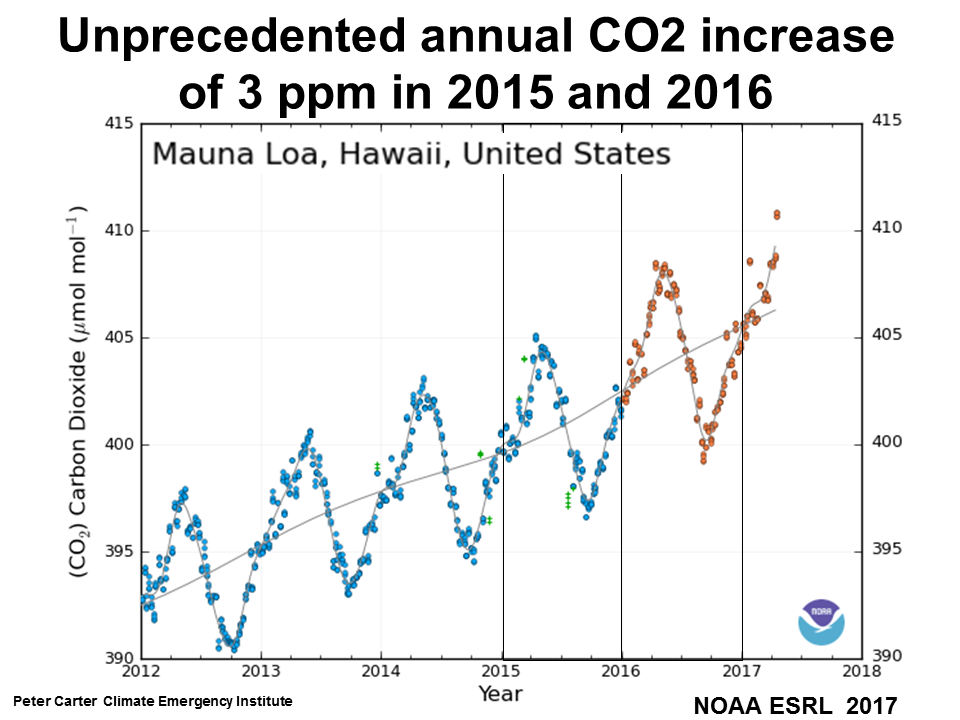 Unprecedented annual CO2 increase
of 3 ppm in 2015 and 2016
415
415
Mauna Loa, Hawaii, United States
410
410
405
405
400
400
395
395
390
390
(CO₂) Carbon Dioxide (μmol mol⁻¹)
NOAA
2012 2013 2014 2015 2016 2017 2018
Year
Peter Carter Climate Emergency Institute
NOAA ESRL 2017